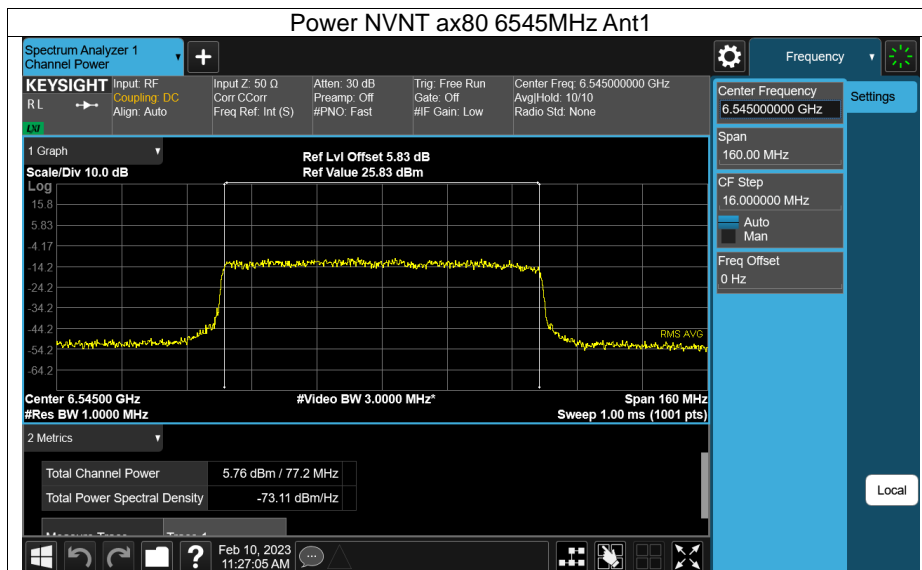 Power NVNT ax80 6545MHz Ant1
Spectrum Analyzer 1
Channel Power
+
Frequency
KEYSIGHT
RL
LXI
Input: RF
Coupling: DC
Align: Auto
Input Z: 50 Ω
Corr CCorr
Freq Ref: Int (S)
Atten: 30 dB
Preamp: Off
#PNO: Fast
Trig: Free Run
Gate: Off
#IF Gain: Low
Center Freq: 6.545000000 GHz
Avg|Hold: 10/10
Radio Std: None
Center Frequency
6.545000000 GHz
Settings
Span
160.00 MHz
CF Step
16.000000 MHz
Auto
Man
Freq Offset
0 Hz
1 Graph
Scale/Div 10.0 dB
Ref Lvl Offset 5.83 dB
Ref Value 25.83 dBm
Log
15.8
5.83
-4.17
-14.2
-24.2
-34.2
-44.2
-54.2
-64.2
RMS AVG
Center 6.54500 GHz
#Video BW 3.0000 MHz*
Span 160 MHz
#Res BW 1.0000 MHz
Sweep 1.00 ms (1001 pts)
2 Metrics
Total Channel Power 5.76 dBm / 77.2 MHz
Total Power Spectral Density -73.11 dBm/Hz
Local
?
Feb 10, 2023
11:27:05 AM